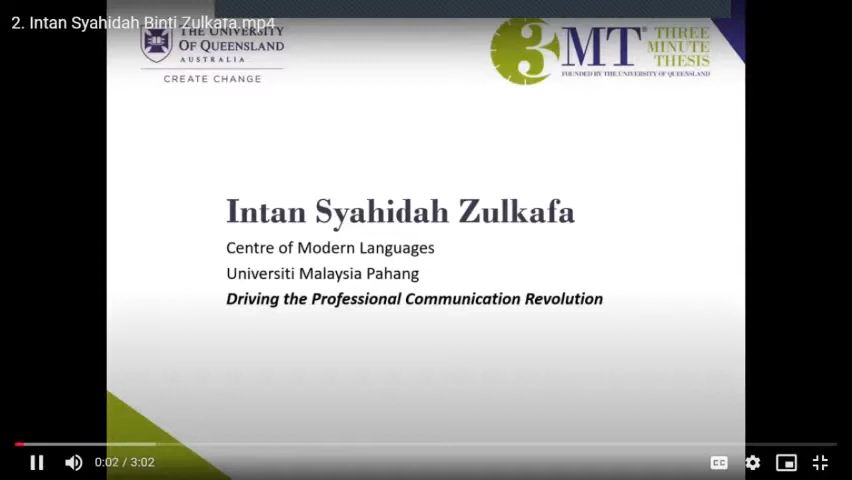 2. Intan Syahidah Binti Zulkafa.mp4
THE UNIVERSITY
OF QUEENSLAND
AUSTRALIA
CREATE CHANGE
3MT® THREE
MINUTE
THESIS
FOUNDED BY THE UNIVERSITY OF QUEENSLAND
Intan Syahidah Zulkafa
Centre of Modern Languages
Universiti Malaysia Pahang
Driving the Professional Communication Revolution
0:02 / 3:02
CC